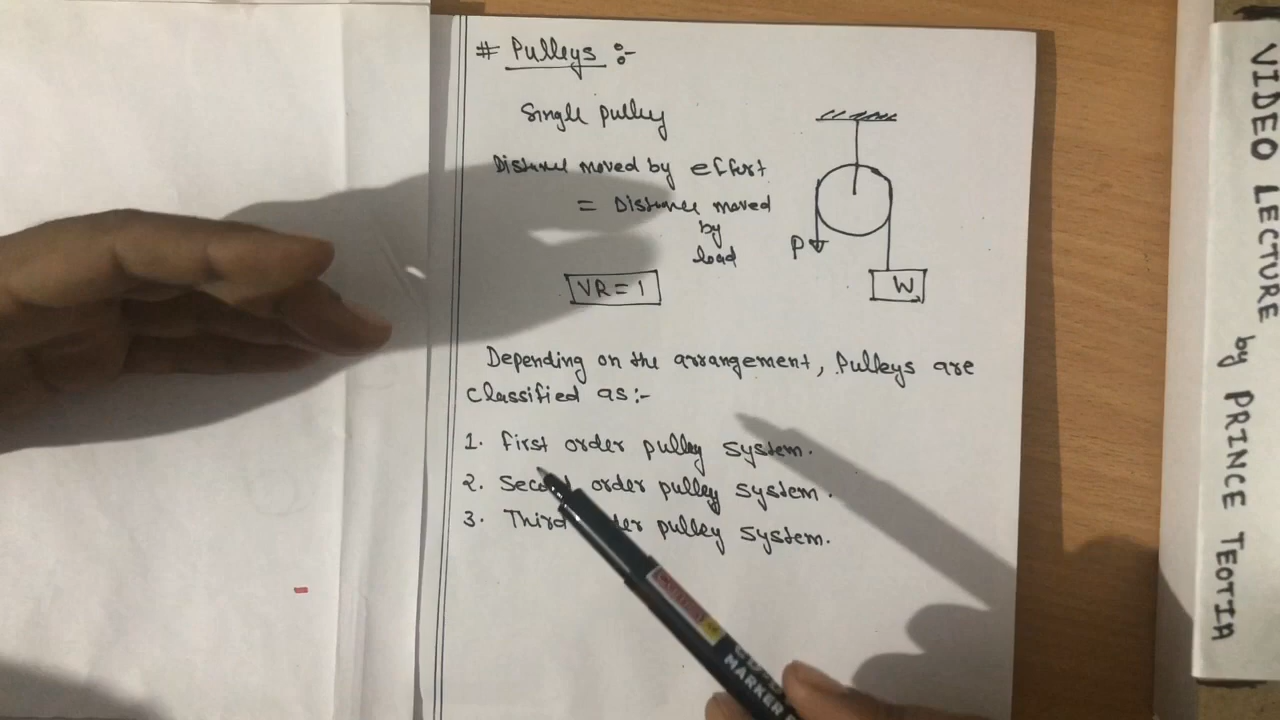 # Pulleys :-
Single pulley
Distance moved by effort
= Distance moved
by
load
VR = 1
P
W
Depending on the arrangement, Pulleys are
classified as:-
1. First order pulley system.
2. Second order pulley system.
3. Third order pulley system.
MARKER
VIDEO LECTURE
by PRINCE TEOTIA